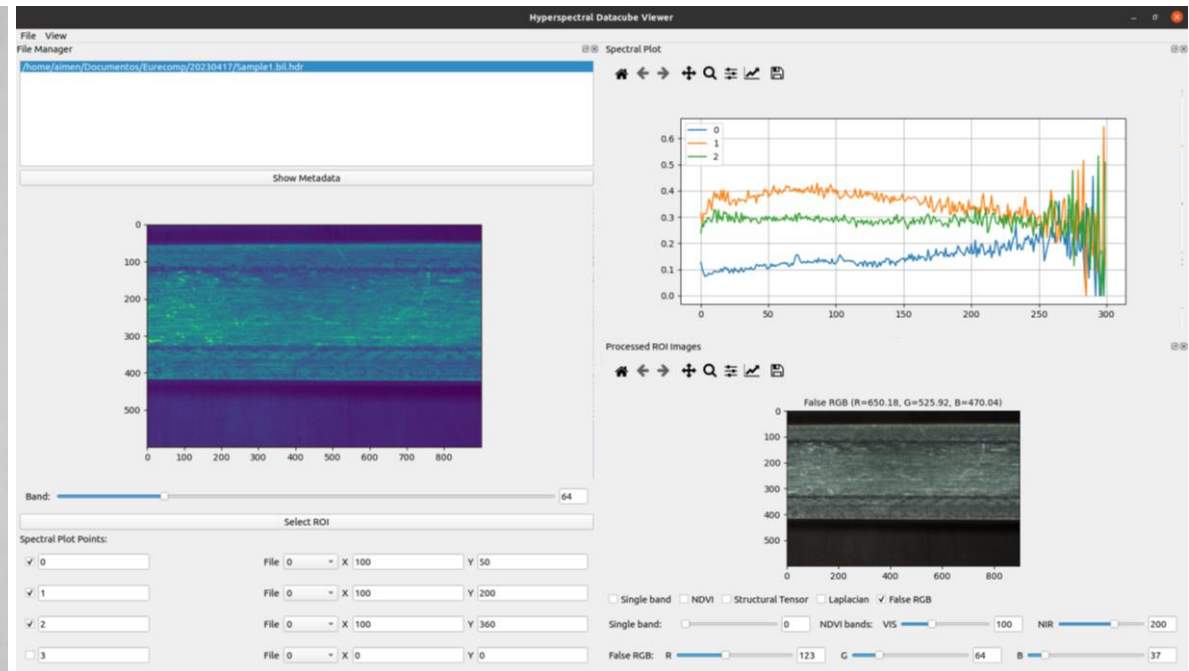 Hyperspectral Datacube Viewer
File View
File Manager
/home/aimen/Documentos/Eurecomp/20230417/Sample1.bil.hdr
Show Metadata
0
100
200
300
400
500
0 100 200 300 400 500 600 700 800
Band: 64
Select ROI
Spectral Plot Points:
0 File 0 X 100 Y 50
1 File 0 X 100 Y 200
2 File 0 X 100 Y 360
3 File 0 X 0 Y 0
Spectral Plot
0.6
0.5
0.4
0.3
0.2
0.1
0.0
0
1
2
0 50 100 150 200 250 300
Processed ROI Images
False RGB (R=650.18, G=525.92, B=470.04)
0
100
200
300
400
500
0 200 400 600 800
Single band NDVI Structural Tensor Laplacian False RGB
Single band: 0 NDVI bands: VIS 100 NIR 200
False RGB: R 123 G 64 B 37